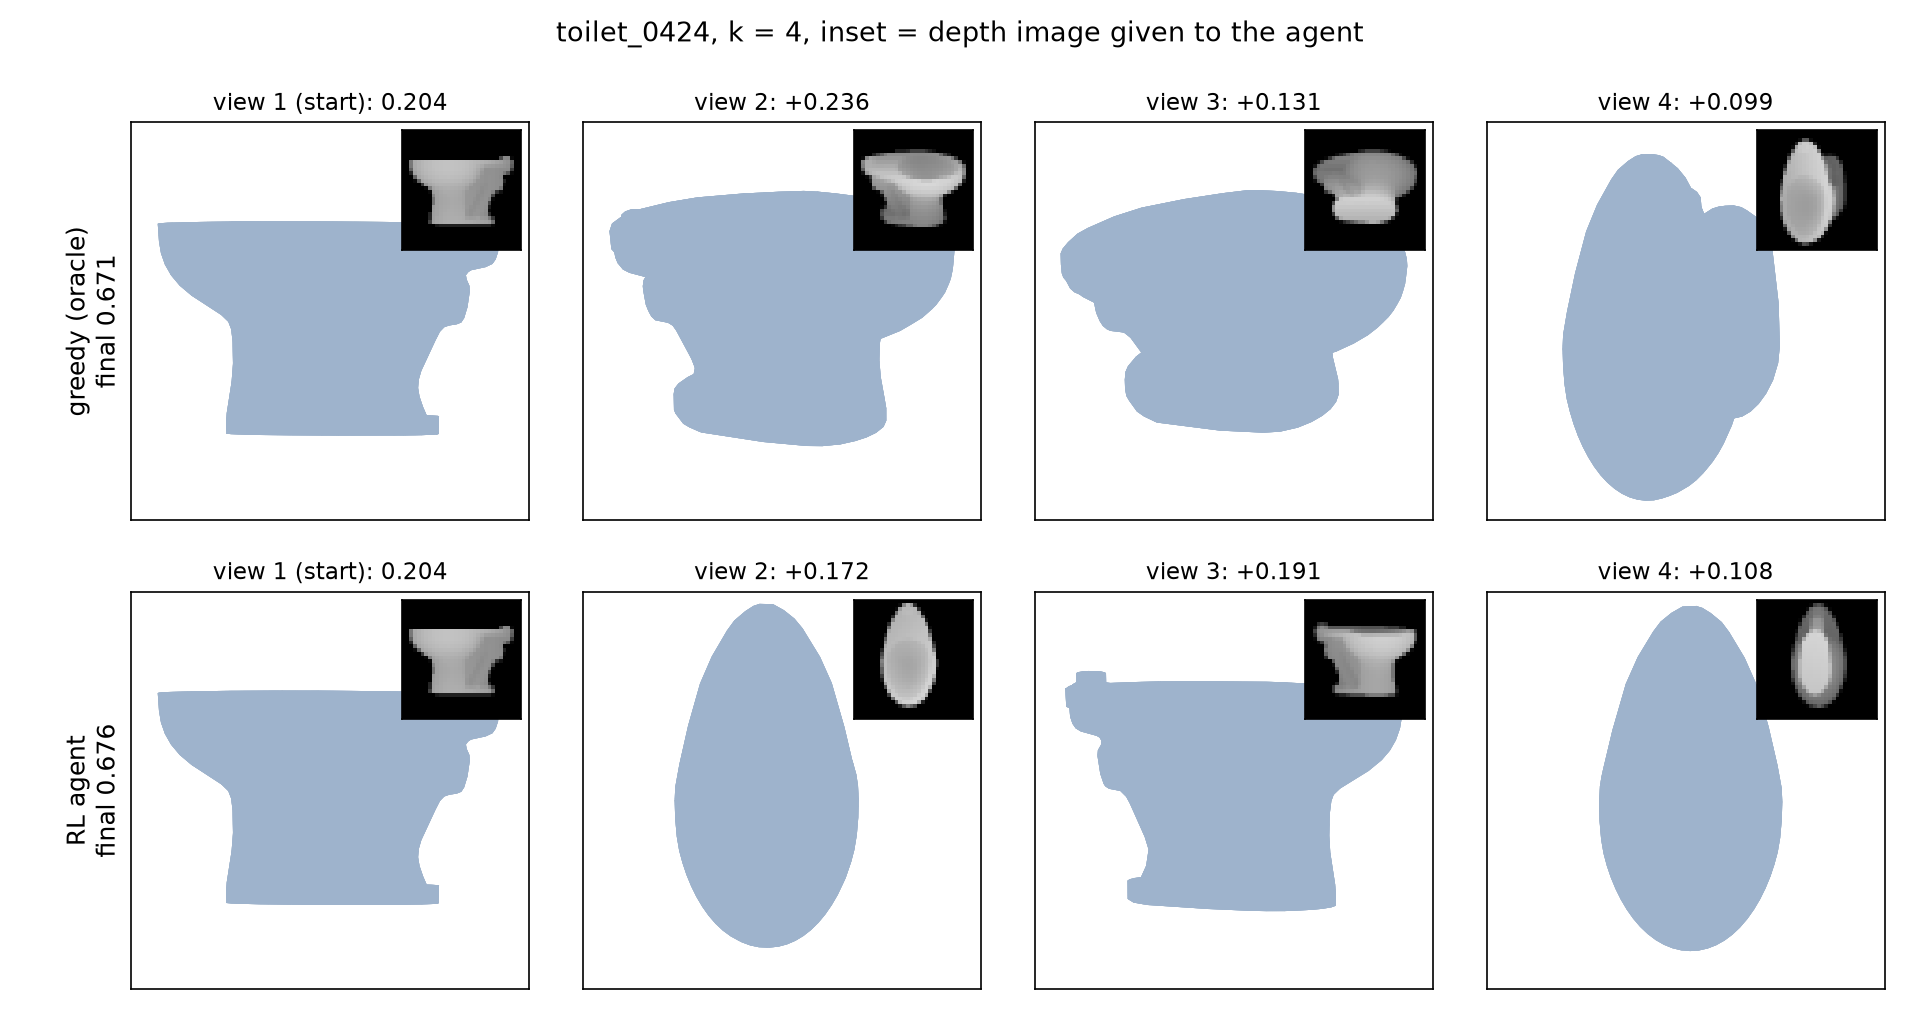 toilet_0424, k = 4, inset = depth image given to the agent
greedy (oracle)
final 0.671
view 1 (start): 0.204
view 2: +0.236
view 3: +0.131
view 4: +0.099
RL agent
final 0.676
view 1 (start): 0.204
view 2: +0.172
view 3: +0.191
view 4: +0.108